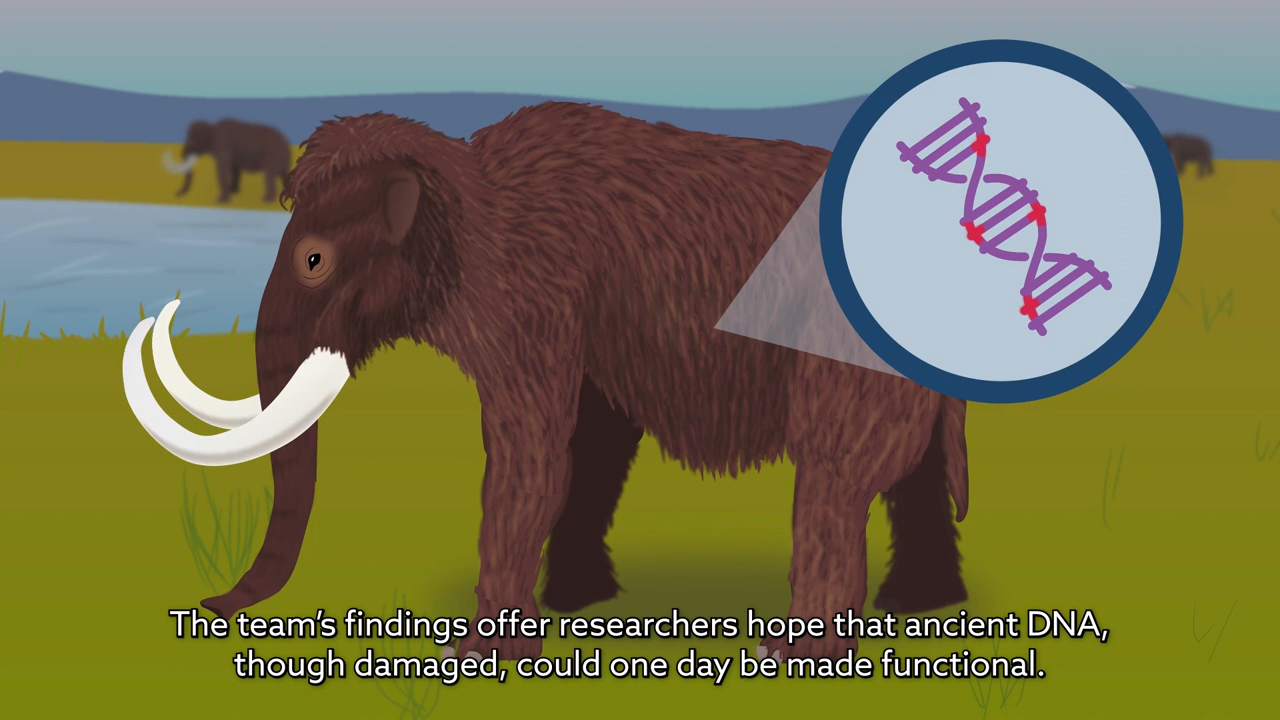 The team's findings offer researchers hope that ancient DNA,
though damaged, could one day be made functional.